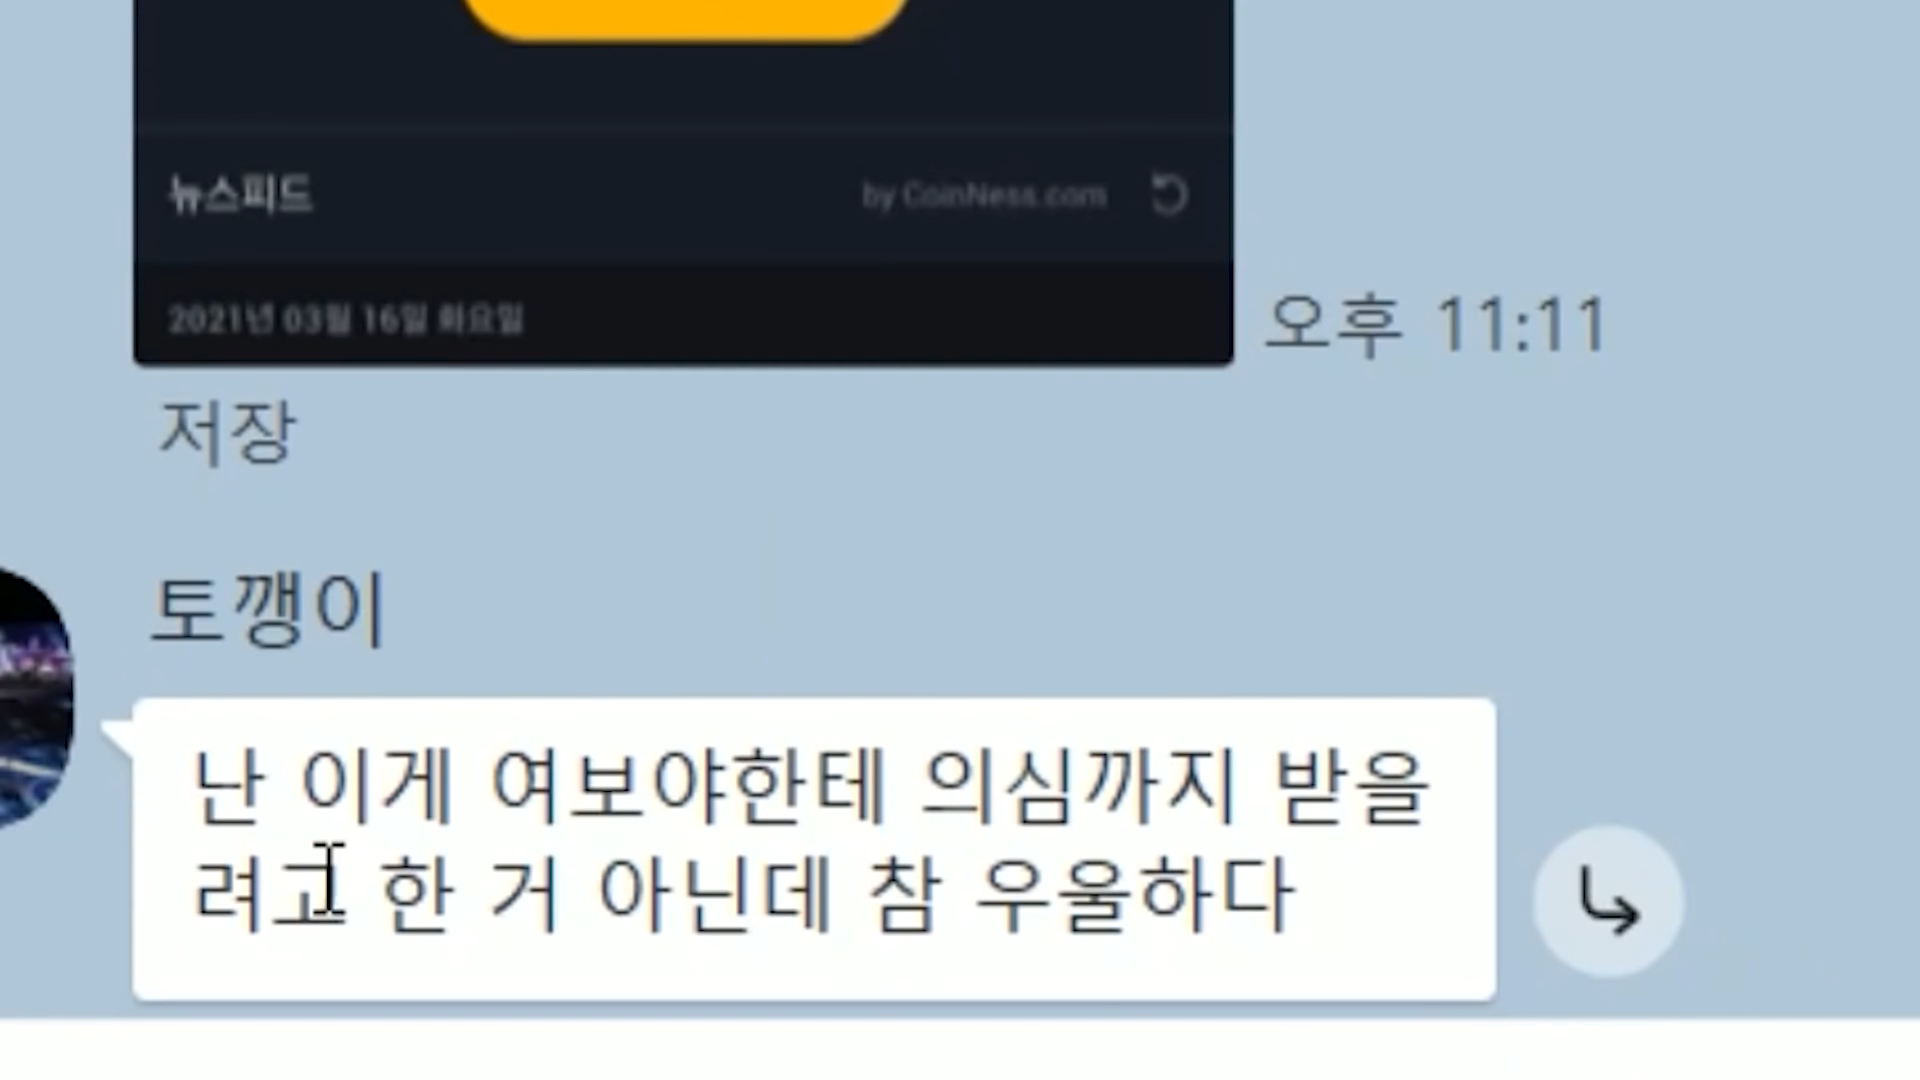 뉴스피드
by CoinNess.com
2021년 03월 16일 화요일
오후 11:11
저장
토깽이
난 이게 여보야한테 의심까지 받을
려고 한 거 아닌데 참 우울하다